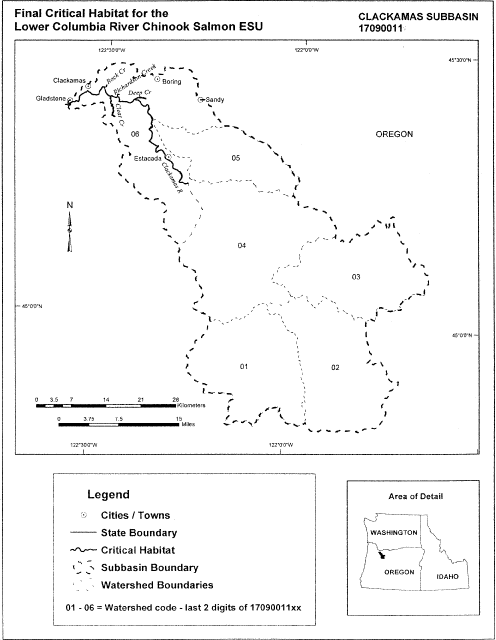 Final Critical Habitat for the
Lower Columbia River Chinook Salmon ESU
CLACKAMAS SUBBASIN
17090011
122°30'0"W
122°0'0"W
45°30'0"N
Clackamas
Rock Cr
Richardson Creek
Boring
Gladstone
Deep Cr
Sandy
Clear Cr
OREGON
06
Estacada
05
Clackamas R
N
04
03
45°0'0"N
45°0'0"N
01
02
0 3.5 7 14 21 28
Kilometers
0 3.75 7.5 15
Miles
122°30'0"W
122°0'0"W
Legend
Cities / Towns
State Boundary
Critical Habitat
Subbasin Boundary
Watershed Boundaries
01 - 06 = Watershed code - last 2 digits of 17090011xx
Area of Detail
WASHINGTON
OREGON
IDAHO